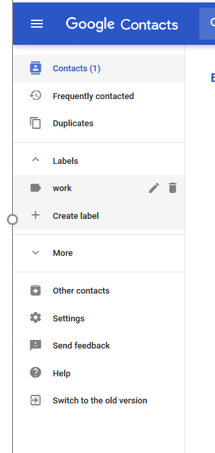 Google Contacts
Contacts (1)
Frequently contacted
Duplicates
Labels
work
Create label
More
Other contacts
Settings
Send feedback
Help
Switch to the old version